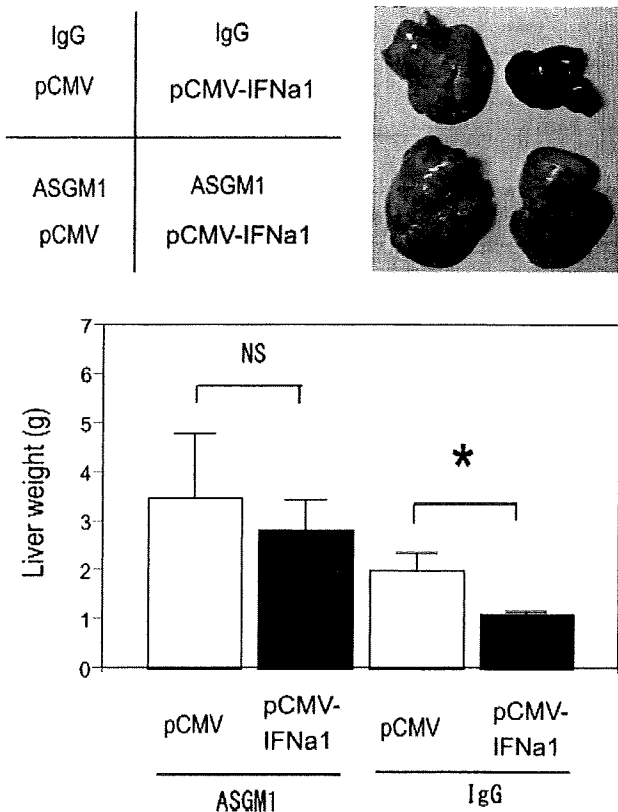 IgG IgG
pCMV pCMV-IFNa1
ASGM1 ASGM1
pCMV pCMV-IFNa1
7
6
5
4
3
2
1
0
Liver weight (g)
NS
*
pCMV pCMV-IFNa1 pCMV pCMV-IFNa1
ASGM1 IgG